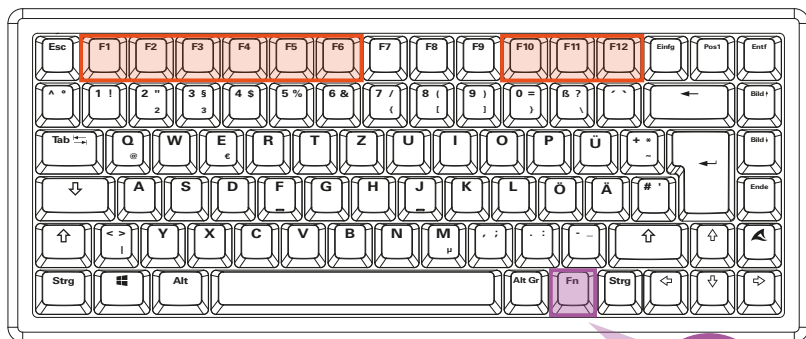 Esc F1 F2 F3 F4 F5 F6 F7 F8 F9 F10 F11 F12 Einfg Pos1 Entf
^ ° 1 ! 2 " 2 3 § 3 4 $ 5 % 6 & 7 / { 8 ( [ 9 ) ] 0 = } ß ? \ ´ ` ← Bild↑
Tab Q @ W E € R T Z U I O P Ü + * ~ ↵ Bild↓
⇩ A S D F G H J K L Ö Ä # ' Ende
⇧ < > | Y X C V B N M µ , ; . : - _ ⇧ ⇧
Strg Alt Alt Gr Fn Strg ⇦ ⇩ ⇨